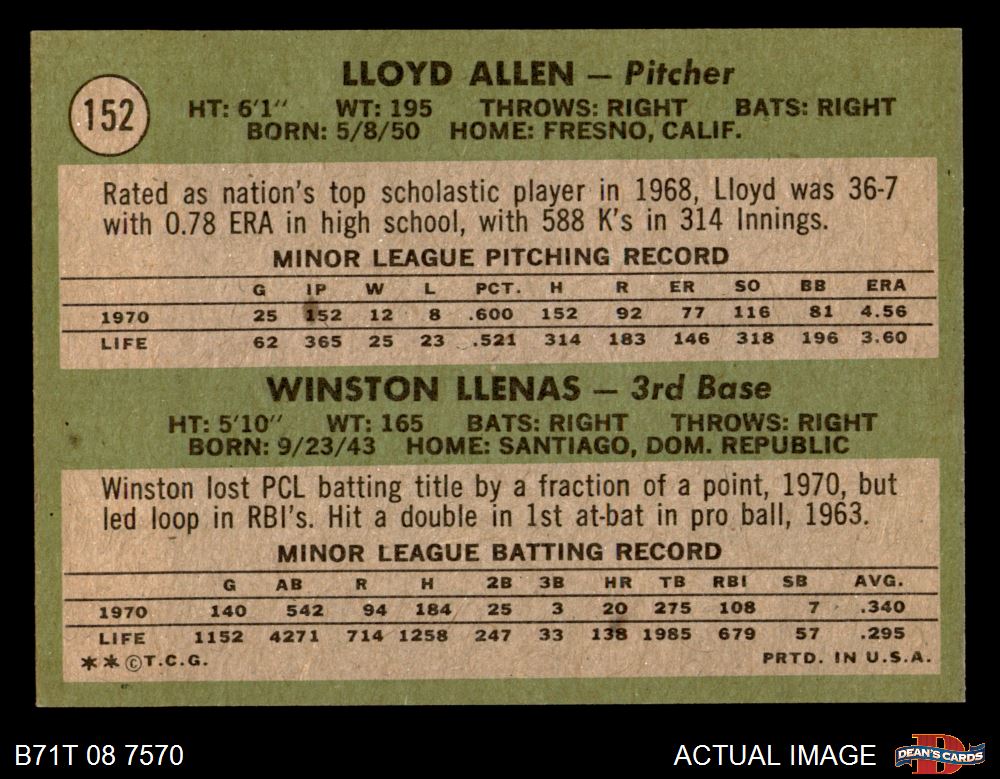 LLOYD ALLEN — Pitcher
152
HT: 6'1" WT: 195 THROWS: RIGHT BATS: RIGHT
BORN: 5/8/50 HOME: FRESNO, CALIF.
Rated as nation's top scholastic player in 1968, Lloyd was 36-7
with 0.78 ERA in high school, with 588 K's in 314 Innings.
MINOR LEAGUE PITCHING RECORD
G IP W L PCT. H R ER SO BB ERA
1970 25 152 12 8 .600 152 92 77 116 81 4.56
LIFE 62 365 25 23 .521 314 183 146 318 196 3.60
WINSTON LLENAS — 3rd Base
HT: 5'10" WT: 165 BATS: RIGHT THROWS: RIGHT
BORN: 9/23/43 HOME: SANTIAGO, DOM. REPUBLIC
Winston lost PCL batting title by a fraction of a point, 1970, but
led loop in RBI's. Hit a double in 1st at-bat in pro ball, 1963.
MINOR LEAGUE BATTING RECORD
G AB R H 2B 3B HR TB RBI SB AVG.
1970 140 542 94 184 25 3 20 275 108 7 .340
LIFE 1152 4271 714 1258 247 33 138 1985 679 57 .295
**©T.C.G. PRTD. IN U.S.A.
B71T 08 7570 ACTUAL IMAGE DEAN'S CARDS